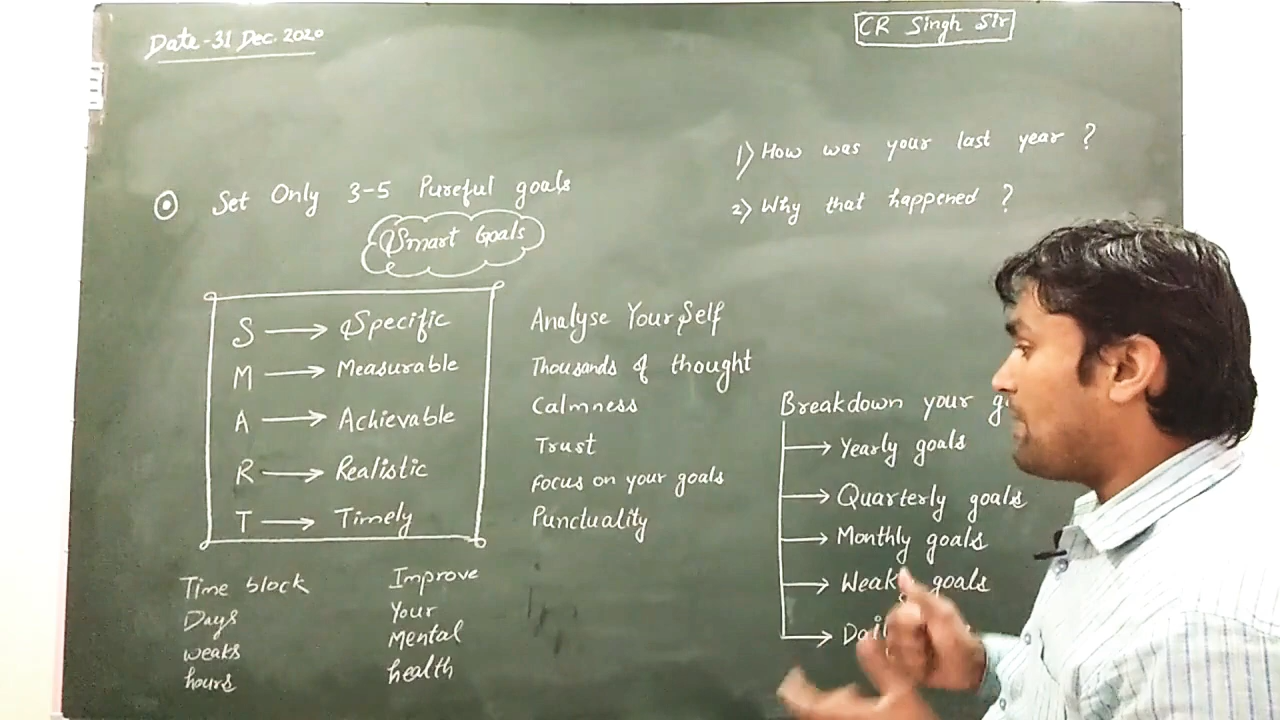 Date - 31 Dec. 2020
CR Singh Sir
1) How was your last year ?
2) Why that happened ?
Set Only 3-5 Pureful goals
Smart Goals
S → Specific
M → Measurable
A → Achievable
R → Realistic
T → Timely
Analyse Your Self
Thousands of thought
Calmness
Trust
Focus on your goals
Punctuality
Breakdown your
→ Yearly goals
→ Quarterly goals
→ Monthly goals
→ goals
Time block
Days
weaks
hours
Improve
Your
Mental
health